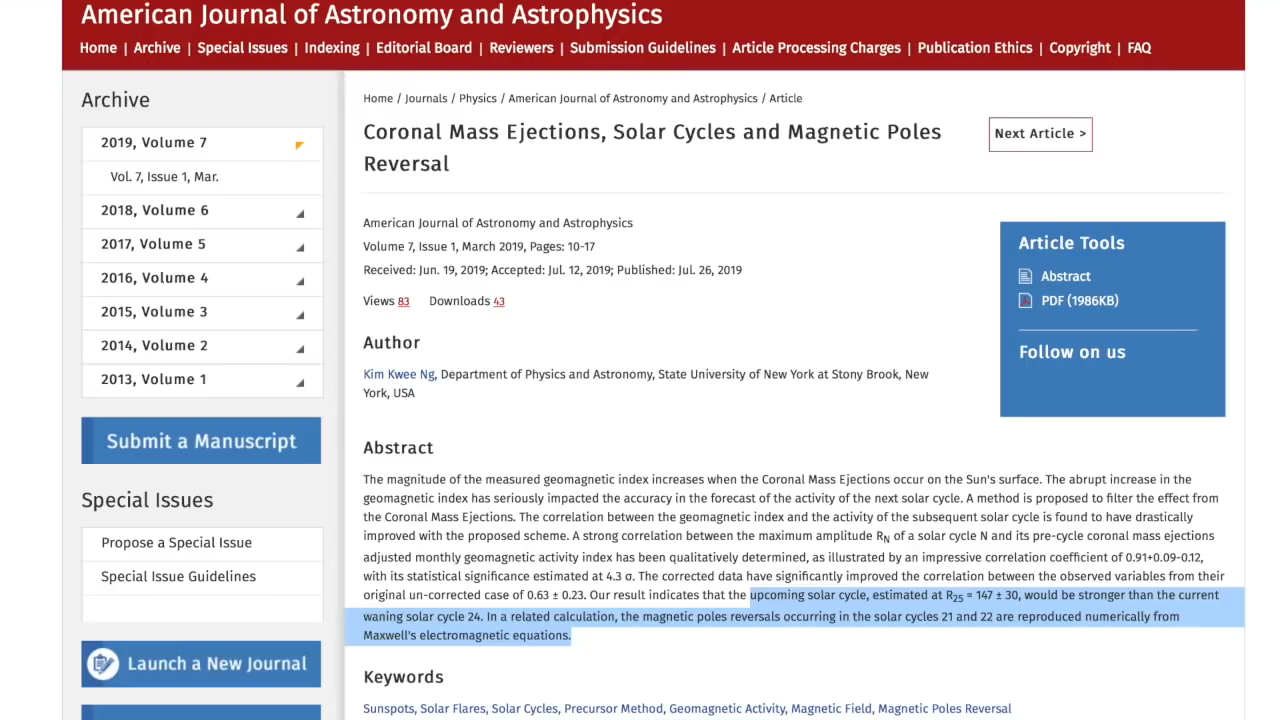 American Journal of Astronomy and Astrophysics
Home | Archive | Special Issues | Indexing | Editorial Board | Reviewers | Submission Guidelines | Article Processing Charges | Publication Ethics | Copyright | FAQ
Archive
2019, Volume 7
Vol. 7, Issue 1, Mar.
2018, Volume 6
2017, Volume 5
2016, Volume 4
2015, Volume 3
2014, Volume 2
2013, Volume 1
Submit a Manuscript
Special Issues
Propose a Special Issue
Special Issue Guidelines
Launch a New Journal
Home / Journals / Physics / American Journal of Astronomy and Astrophysics / Article
Coronal Mass Ejections, Solar Cycles and Magnetic Poles
Reversal
Next Article >
American Journal of Astronomy and Astrophysics
Volume 7, Issue 1, March 2019, Pages: 10-17
Received: Jun. 19, 2019; Accepted: Jul. 12, 2019; Published: Jul. 26, 2019
Views 83 Downloads 43
Article Tools
Abstract
PDF (1986KB)
Follow on us
Author
Kim Kwee Ng, Department of Physics and Astronomy, State University of New York at Stony Brook, New
York, USA
Abstract
The magnitude of the measured geomagnetic index increases when the Coronal Mass Ejections occur on the Sun's surface. The abrupt increase in the
geomagnetic index has seriously impacted the accuracy in the forecast of the activity of the next solar cycle. A method is proposed to filter the effect from
the Coronal Mass Ejections. The correlation between the geomagnetic index and the activity of the subsequent solar cycle is found to have drastically
improved with the proposed scheme. A strong correlation between the maximum amplitude RN of a solar cycle N and its pre-cycle coronal mass ejections
adjusted monthly geomagnetic activity index has been qualitatively determined, as illustrated by an impressive correlation coefficient of 0.91+0.09-0.12,
with its statistical significance estimated at 4.3 σ. The corrected data have significantly improved the correlation between the observed variables from their
original un-corrected case of 0.63 ± 0.23. Our result indicates that the upcoming solar cycle, estimated at R25 = 147 ± 30, would be stronger than the current
waning solar cycle 24. In a related calculation, the magnetic poles reversals occurring in the solar cycles 21 and 22 are reproduced numerically from
Maxwell's electromagnetic equations.
Keywords
Sunspots, Solar Flares, Solar Cycles, Precursor Method, Geomagnetic Activity, Magnetic Field, Magnetic Poles Reversal